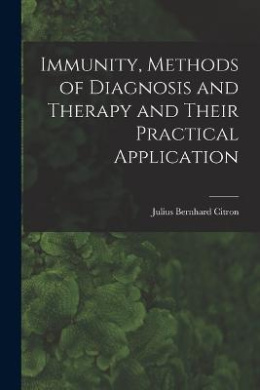 Immunity, Methods
of Diagnosis and
Therapy and Their
Practical
Application
Julius Bernhard Citron